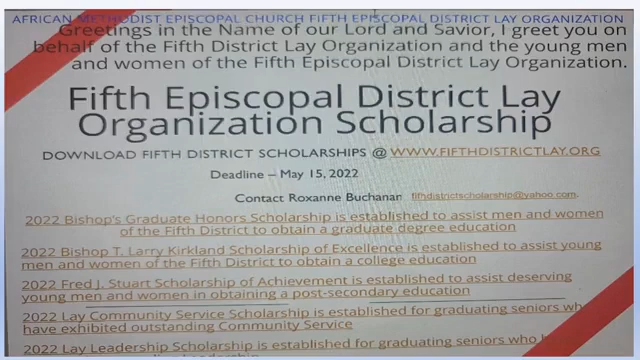 AFRICAN METHODIST EPISCOPAL CHURCH FIFTH EPISCOPAL DISTRICT LAY ORGANIZATION
Greetings in the Name of our Lord and Savior, I greet you on
behalf of the Fifth District Lay Organization and the young men
and women of the Fifth Episcopal District Lay Organization.
Fifth Episcopal District Lay
Organization Scholarship
DOWNLOAD FIFTH DISTRICT SCHOLARSHIPS @ WWW.FIFTHDISTRICTLAY.ORG
Deadline – May 15, 2022
Contact Roxanne Buchanan fifhdistrictscholarship@yahoo.com.
2022 Bishop's Graduate Honors Scholarship is established to assist men and women
of the Fifth District to obtain a graduate degree education
2022 Bishop T. Larry Kirkland Scholarship of Excellence is established to assist young
men and women of the Fifth District to obtain a college education
2022 Fred J. Stuart Scholarship of Achievement is established to assist deserving
young men and women in obtaining a post-secondary education
2022 Lay Community Service Scholarship is established for graduating seniors who
have exhibited outstanding Community Service
2022 Lay Leadership Scholarship is established for graduating seniors who